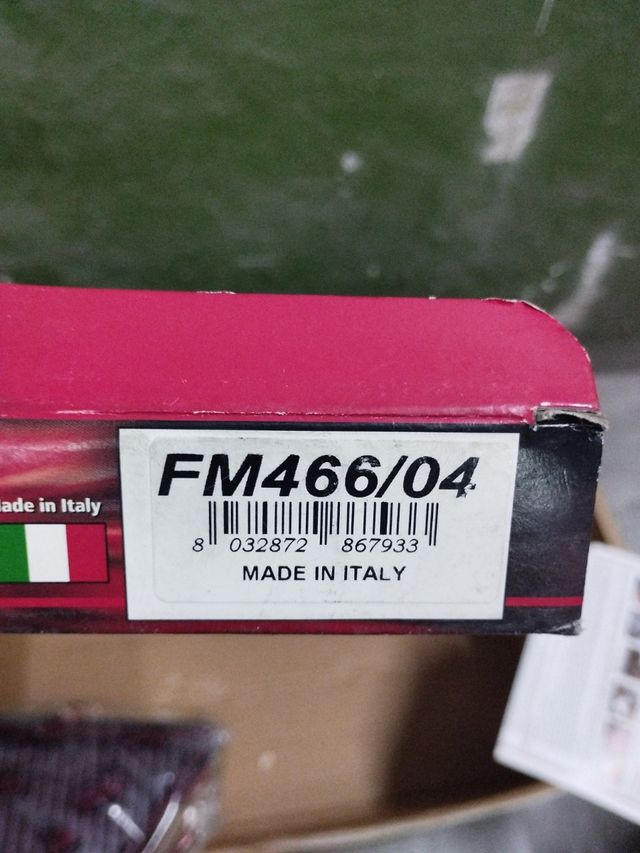 FM466/04
8 032872 867933
MADE IN ITALY
ade in Italy